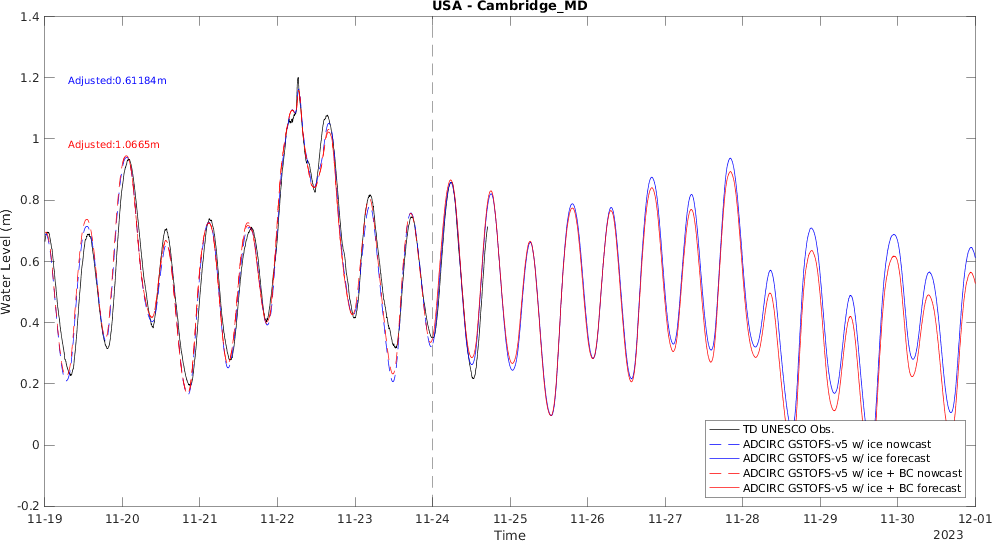 USA - Cambridge_MD
1.4
1.2
1
0.8
0.6
0.4
0.2
0
-0.2
Water Level (m)
Adjusted:0.61184m
Adjusted:1.0665m
TD UNESCO Obs.
ADCIRC GSTOFS-v5 w/ ice nowcast
ADCIRC GSTOFS-v5 w/ ice forecast
ADCIRC GSTOFS-v5 w/ ice + BC nowcast
ADCIRC GSTOFS-v5 w/ ice + BC forecast
11-19 11-20 11-21 11-22 11-23 11-24 11-25 11-26 11-27 11-28 11-29 11-30 12-01
Time
2023